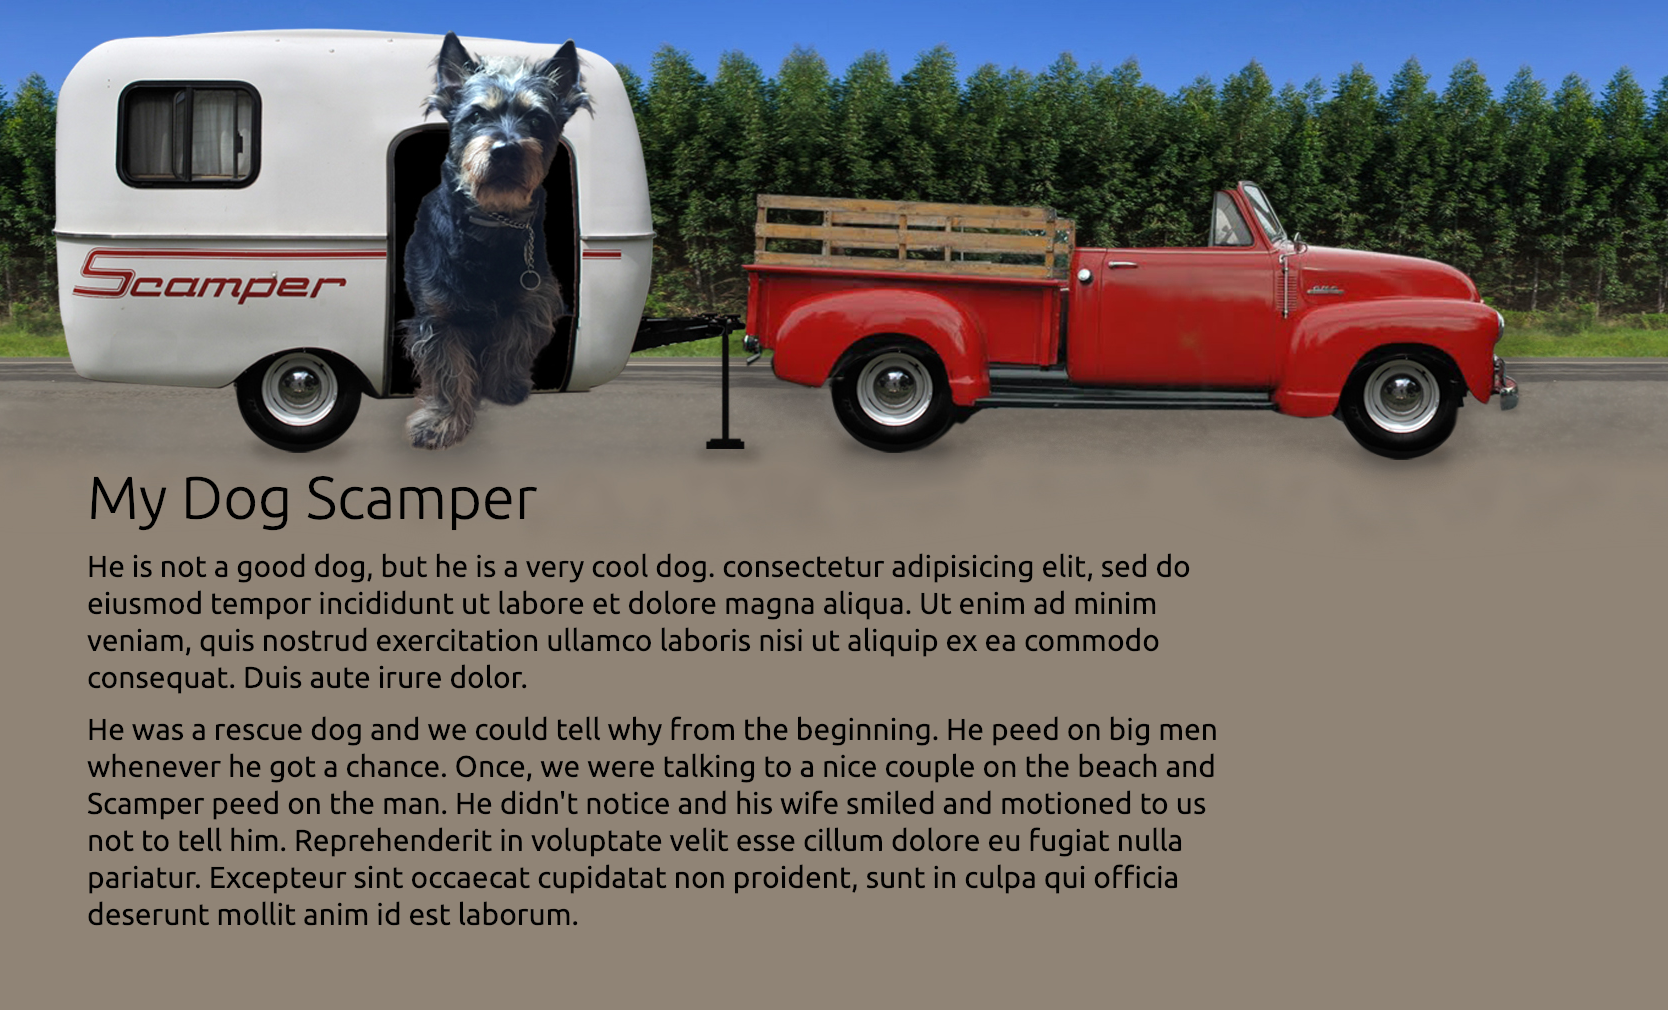 Scamper
My Dog Scamper
He is not a good dog, but he is a very cool dog. consectetur adipisicing elit, sed do
eiusmod tempor incididunt ut labore et dolore magna aliqua. Ut enim ad minim
veniam, quis nostrud exercitation ullamco laboris nisi ut aliquip ex ea commodo
consequat. Duis aute irure dolor.
He was a rescue dog and we could tell why from the beginning. He peed on big men
whenever he got a chance. Once, we were talking to a nice couple on the beach and
Scamper peed on the man. He didn't notice and his wife smiled and motioned to us
not to tell him. Reprehenderit in voluptate velit esse cillum dolore eu fugiat nulla
pariatur. Excepteur sint occaecat cupidatat non proident, sunt in culpa qui officia
deserunt mollit anim id est laborum.